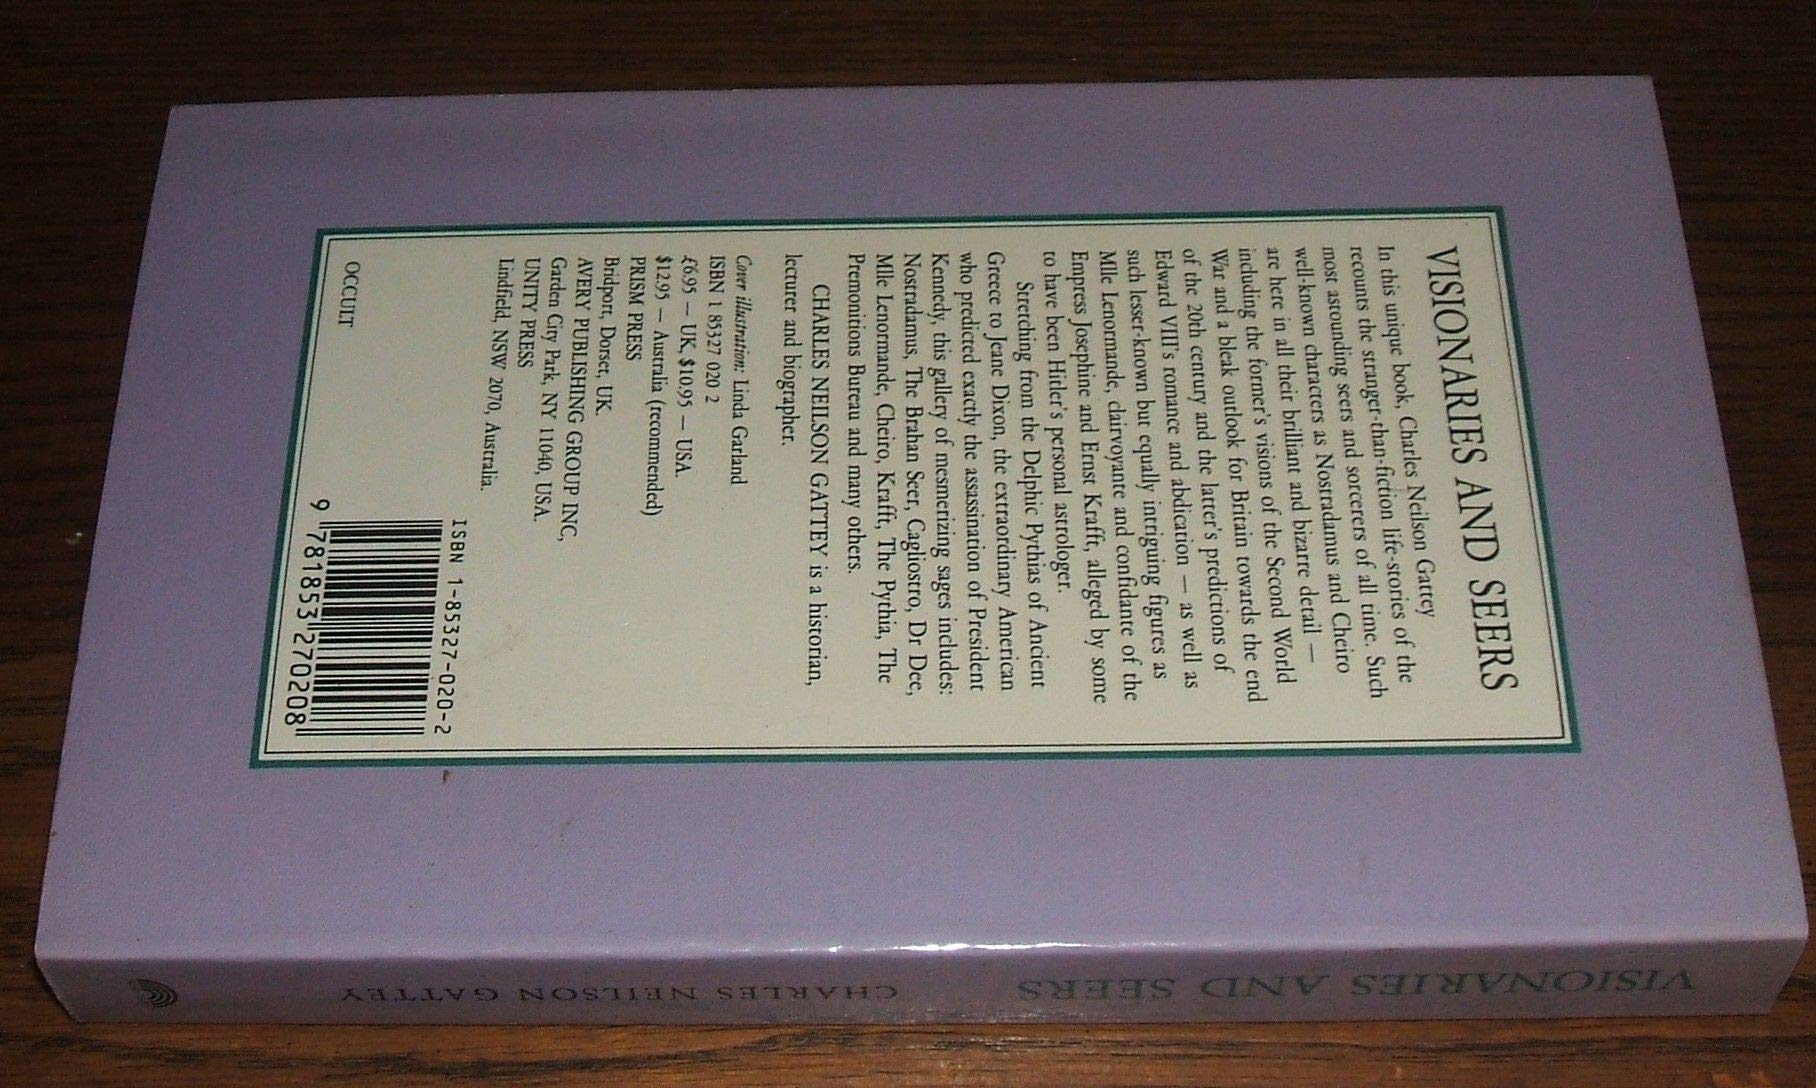 VISIONARIES AND SEERS
In this unique book, Charles Neilson Gattey
recounts the stranger-than-fiction life-stories of the
most astounding seers and sorcerers of all time. Such
well-known characters as Nostradamus and Cheiro
are here in all their brilliant and bizarre detail —
including the former's visions of the Second World
War and a bleak outlook for Britain towards the end
of the 20th century and the latter's predictions of
Edward VIII's romance and abdication — as well as
such lesser-known but equally intriguing figures as
Mlle Lenormande, clairvoyante and confidante of the
Empress Josephine and Ernst Krafft, alleged by some
to have been Hitler's personal astrologer.
Stretching from the Delphic Pythias of Ancient
Greece to Jeane Dixon, the extraordinary American
who predicted exactly the assassination of President
Kennedy, this gallery of mesmerizing sages includes:
Nostradamus, The Brahan Seer, Cagliostro, Dr Dee,
Mlle Lenormande, Cheiro, Krafft, The Pythia, The
Premonitions Bureau and many others.
CHARLES NEILSON GATTEY is a historian,
lecturer and biographer.
Cover illustration: Linda Garland
ISBN 1 85327 020 2
£6.95 — UK, $10.95 — USA.
$12.95 — Australia (recommended)
PRISM PRESS
Bridport, Dorset, UK.
AVERY PUBLISHING GROUP INC,
Garden City Park, NY 11040, USA.
UNITY PRESS
Lindfield, NSW 2070, Australia.
OCCULT
ISBN 1-85327-020-2
9 781853 270208
VISIONARIES AND SEERS CHARLES NEILSON GATTEY